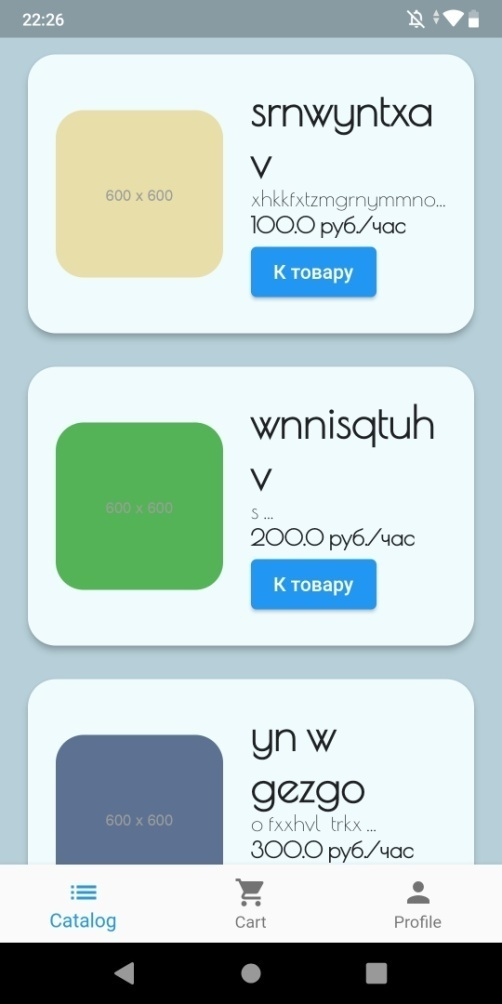 22:26
srnwyntxa
v
600 x 600
xhkkfxtzmgrnymmno...
100.0 руб./час
К товару
wnnisqtuh
v
600 x 600
s ...
200.0 руб./час
К товару
yn w
gezgo
600 x 600
o fxxhvl trkx ...
300.0 руб./час
Catalog
Cart
Profile